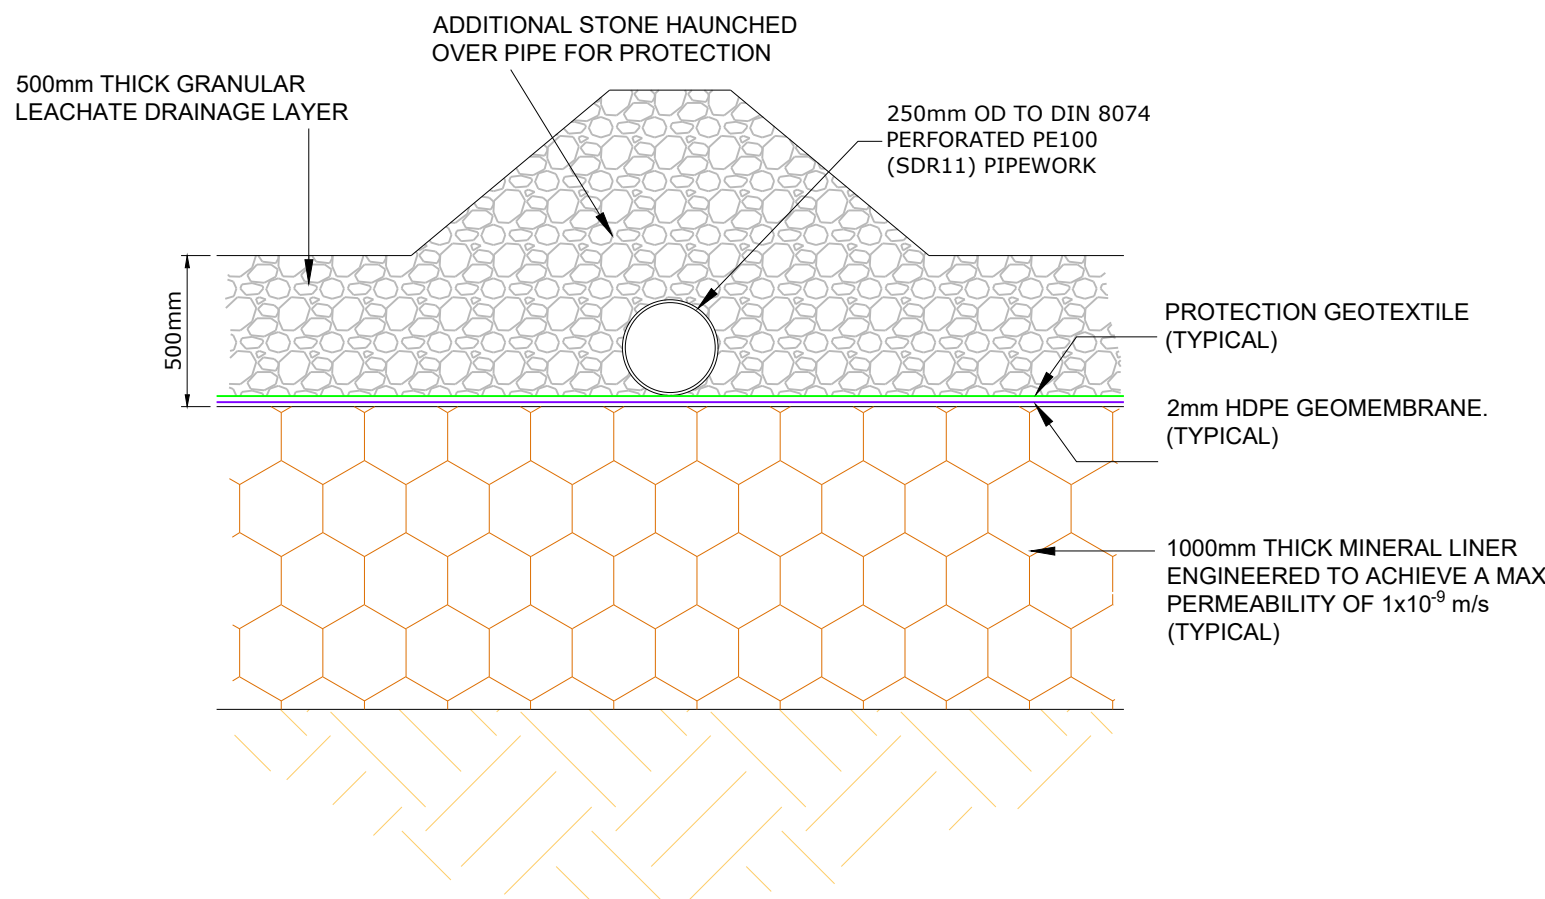 ADDITIONAL STONE HAUNCHED
OVER PIPE FOR PROTECTION
500mm THICK GRANULAR
LEACHATE DRAINAGE LAYER
250mm OD TO DIN 8074
PERFORATED PE100
(SDR11) PIPEWORK
500mm
PROTECTION GEOTEXTILE
(TYPICAL)
2mm HDPE GEOMEMBRANE.
(TYPICAL)
1000mm THICK MINERAL LINER
ENGINEERED TO ACHIEVE A MAX
PERMEABILITY OF 1x10⁻⁹ m/s
(TYPICAL)